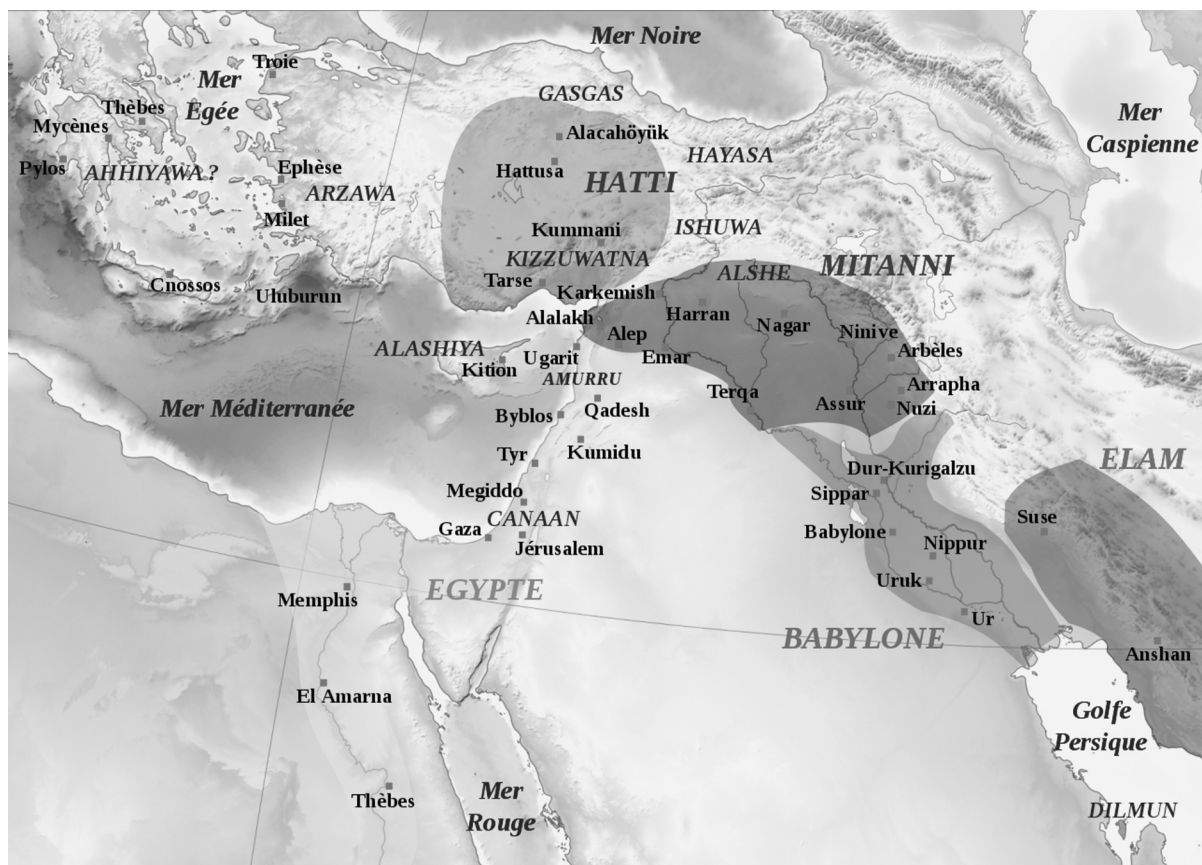 Mer Noire
Troie
Mer
Egée
GASGAS
Thèbes
Mycènes
Alacahöyük
Mer
Caspienne
Pylos
AHHIYAWA ?
Ephèse
ARZAWA
Hattusa
HATTI
HAYASA
Milet
Kummani
ISHUWA
KIZZUWATNA
Cnossos
Uluburun
Tarse
Karkemish
ALSHE
MITANNI
Alalakh
Harran
Nagar
Ninive
Alep
ALASHIYA
Kition
Ugarit
Emar
Arbèles
AMURRU
Terqa
Arrapha
Mer Méditerranée
Byblos
Qadesh
Assur
Nuzi
Tyr
Kumidu
Dur-Kurigalzu
ELAM
Megiddo
Sippar
CANAAN
Gaza
Jérusalem
Babylone
Suse
Nippur
EGYPTE
Memphis
Uruk
Ur
BABYLONE
Anshan
El Amarna
Golfe
Persique
Thèbes
Mer
Rouge
DILMUN